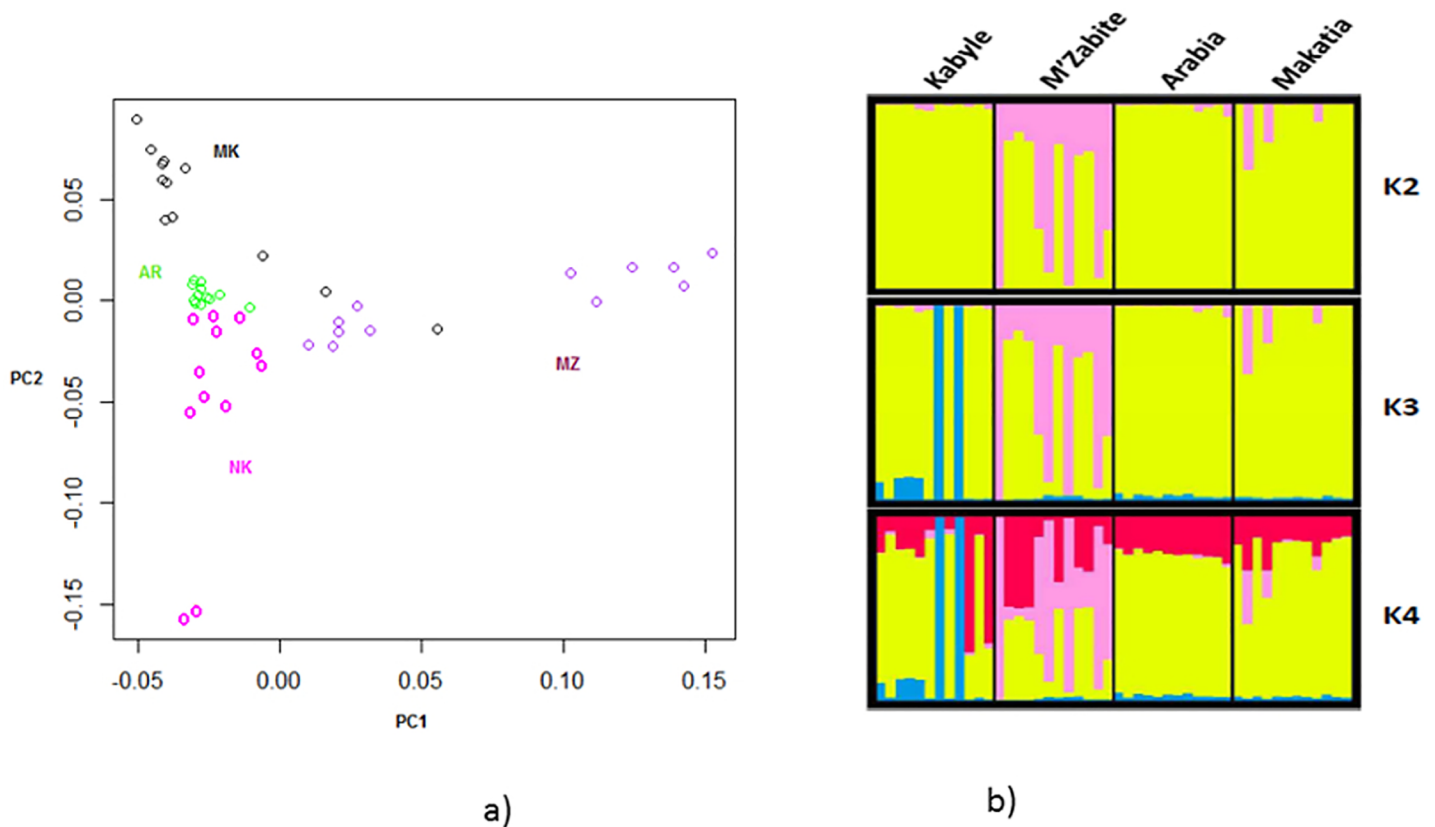 MK
AR
MZ
NK
0.05
0.00
-0.05
-0.10
-0.15
PC2
-0.05
0.00
0.05
0.10
0.15
PC1
a)
Kabyle
M'Zabite
Arabia
Makatia
K2
K3
K4
b)